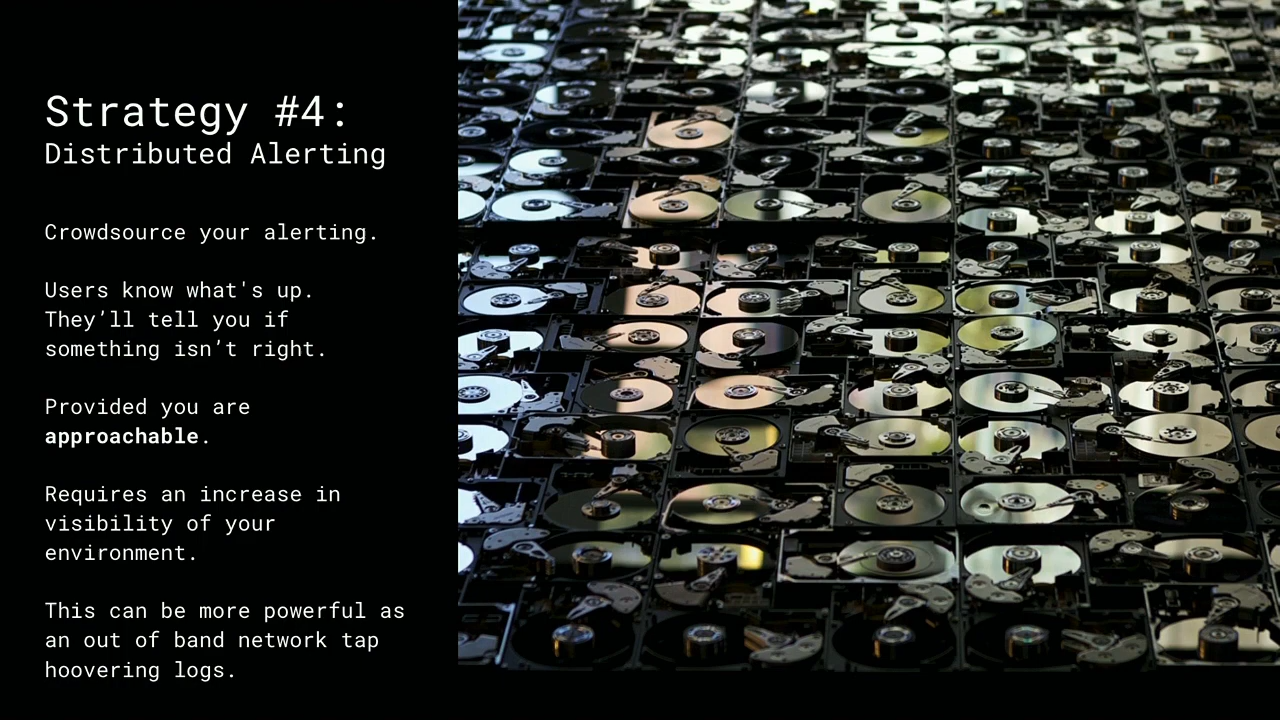 Strategy #4:
Distributed Alerting
Crowdsource your alerting.
Users know what's up.
They’ll tell you if
something isn’t right.
Provided you are
approachable.
Requires an increase in
visibility of your
environment.
This can be more powerful as
an out of band network tap
hoovering logs.